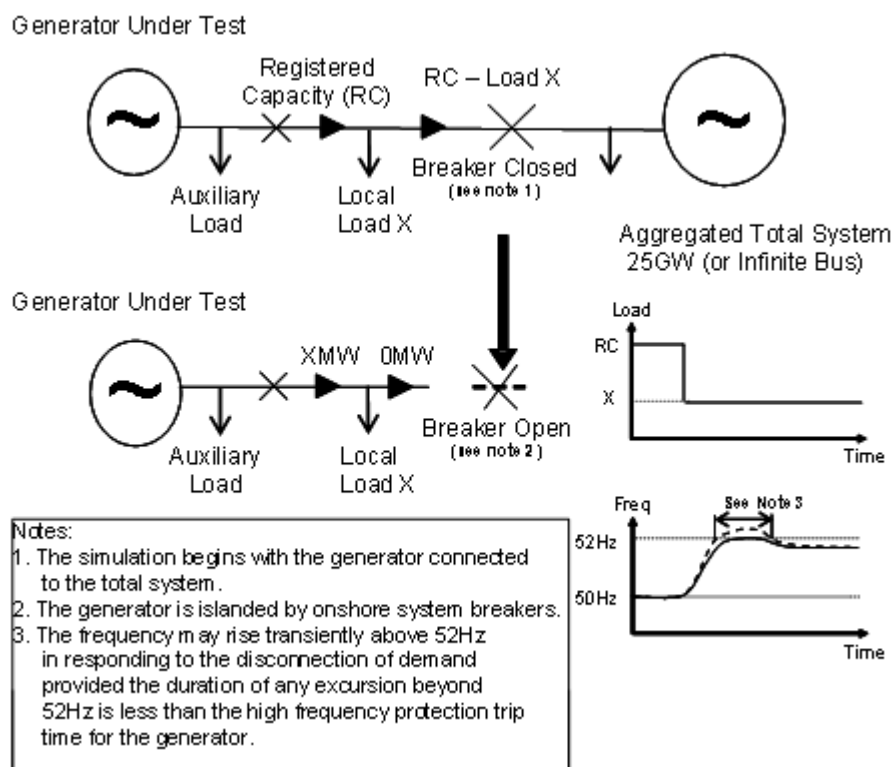 Generator Under Test
Registered
Capacity (RC)
RC – Load X
~
~
Auxiliary
Load
Local
Load X
Breaker Closed
(see note 1)
Aggregated Total System
25GW (or Infinite Bus)
Generator Under Test
~
XMW
0MW
Auxiliary
Load
Local
Load X
Breaker Open
(see note 2)
Load
RC
X
Time
Freq
See Note 3
52Hz
50Hz
Time
Notes:
1. The simulation begins with the generator connected
to the total system.
2. The generator is islanded by onshore system breakers.
3. The frequency may rise transiently above 52Hz
in responding to the disconnection of demand
provided the duration of any excursion beyond
52Hz is less than the high frequency protection trip
time for the generator.